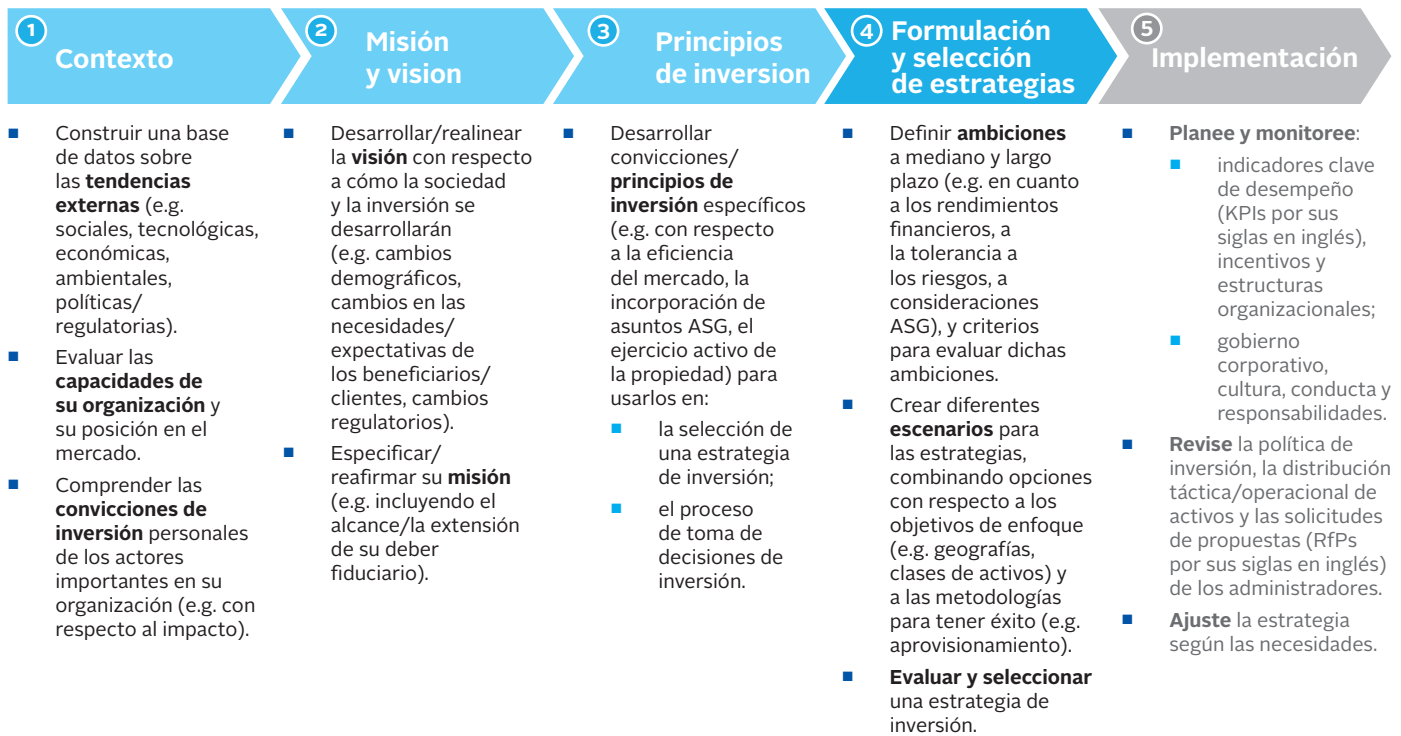 1
Contexto
2
Misión
y vision
3
Principios
de inversion
4
Formulación
y selección
de estrategias
5
Implementación
■ Construir una base
de datos sobre
las tendencias
externas (e.g.
sociales, tecnológicas,
económicas,
ambientales,
políticas/
regulatorias).
■ Evaluar las
capacidades de
su organización y
su posición en el
mercado.
■ Comprender las
convicciones de
inversión personales
de los actores
importantes en su
organización (e.g. con
respecto al impacto).
■ Desarrollar/realinear
la visión con respecto
a cómo la sociedad
y la inversión se
desarrollarán
(e.g. cambios
demográficos,
cambios en las
necesidades/
expectativas de
los beneficiarios/
clientes, cambios
regulatorios).
■ Especificar/
reafirmar su misión
(e.g. incluyendo el
alcance/la extensión
de su deber
fiduciario).
■ Desarrollar
convicciones/
principios de
inversión específicos
(e.g. con respecto
a la eficiencia
del mercado, la
incorporación de
asuntos ASG, el
ejercicio activo de
la propiedad) para
usarlos en:
■ la selección de
una estrategia
de inversión;
■ el proceso
de toma de
decisiones de
inversión.
■ Definir ambiciones
a mediano y largo
plazo (e.g. en cuanto
a los rendimientos
financieros, a
la tolerancia a
los riesgos, a
consideraciones
ASG), y criterios
para evaluar dichas
ambiciones.
■ Crear diferentes
escenarios para
las estrategias,
combinando opciones
con respecto a los
objetivos de enfoque
(e.g. geografías,
clases de activos) y
a las metodologías
para tener éxito (e.g.
aprovisionamiento).
■ Evaluar y seleccionar
una estrategia de
inversión.
■ Planee y monitoree:
■ indicadores clave
de desempeño
(KPIs por sus
siglas en inglés),
incentivos y
estructuras
organizacionales;
■ gobierno
corporativo,
cultura, conducta y
responsabilidades.
■ Revise la política de
inversión, la distribución
táctica/operacional de
activos y las solicitudes
de propuestas (RfPs
por sus siglas en inglés)
de los administradores.
■ Ajuste la estrategia
según las necesidades.